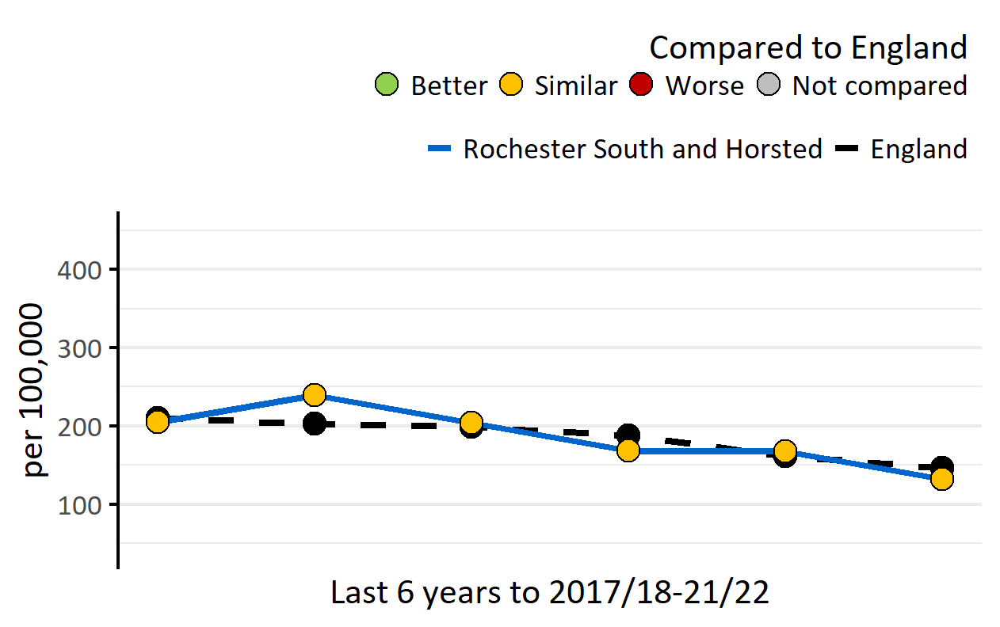 Compared to England
Better Similar Worse Not compared
Rochester South and Horsted England
400
300
200
100
per 100,000
Last 6 years to 2017/18-21/22